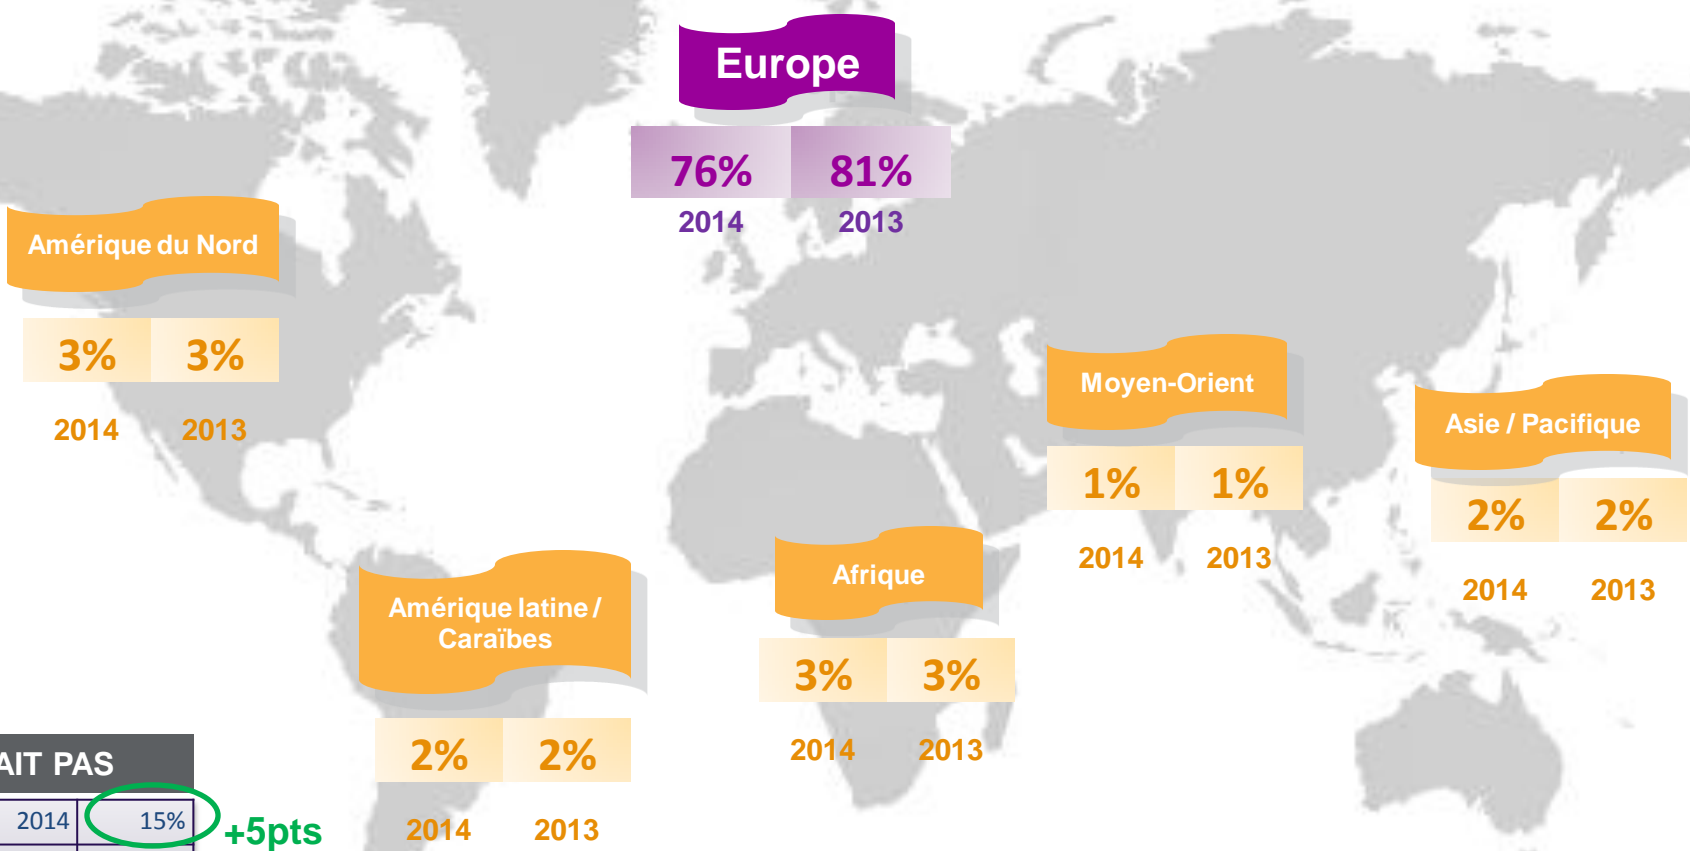 Europe
76% 81%
2014 2013
Amérique du Nord
3% 3%
2014 2013
Moyen-Orient
1% 1%
2014 2013
Asie / Pacifique
2% 2%
2014 2013
Afrique
3% 3%
2014 2013
Amérique latine /
Caraïbes
2% 2%
2014 2013
AIT PAS
2014 15%
+5pts